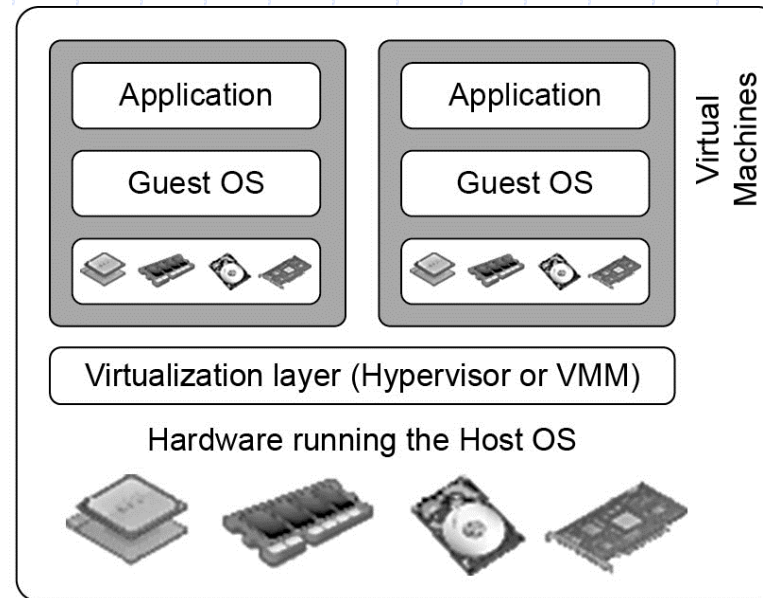 Application
Guest OS
Application
Guest OS
Virtual
Machines
Virtualization layer (Hypervisor or VMM)
Hardware running the Host OS